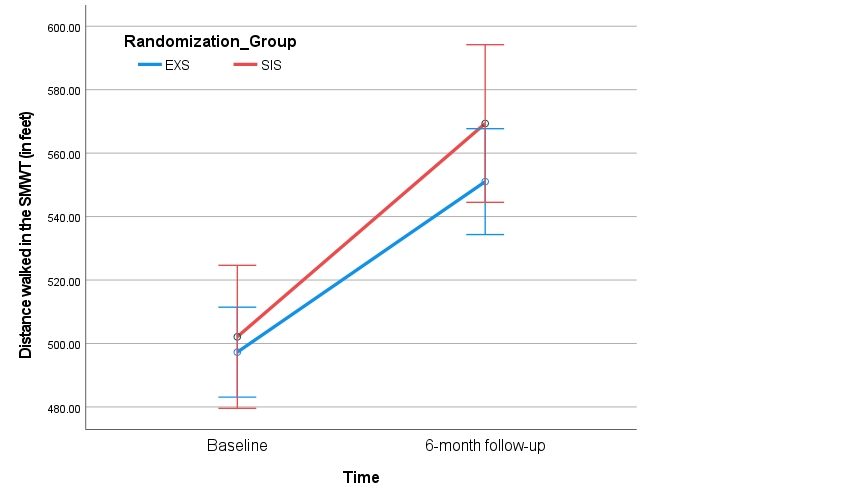 600.00
Randomization_Group
EXS SIS
580.00
560.00
540.00
520.00
500.00
480.00
Distance walked in the SMWT (in feet)
Baseline 6-month follow-up
Time